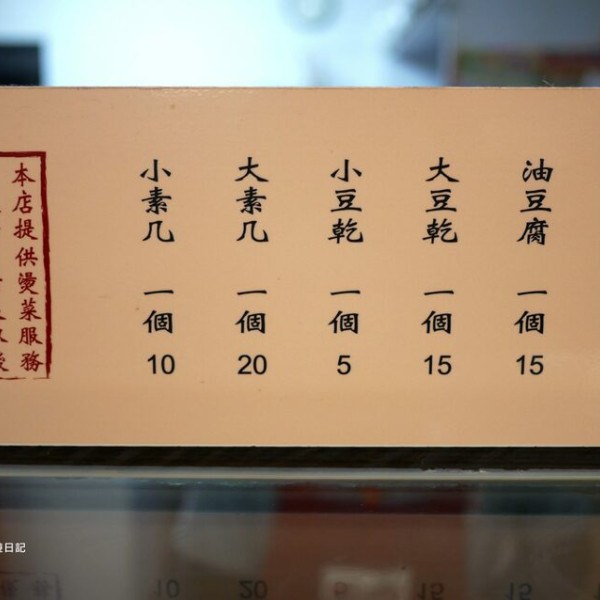 油豆腐 一個 15
大豆乾 一個 15
小豆乾 一個 5
大素几 一個 20
小素几 一個 10
本店提供燙菜服務
日記